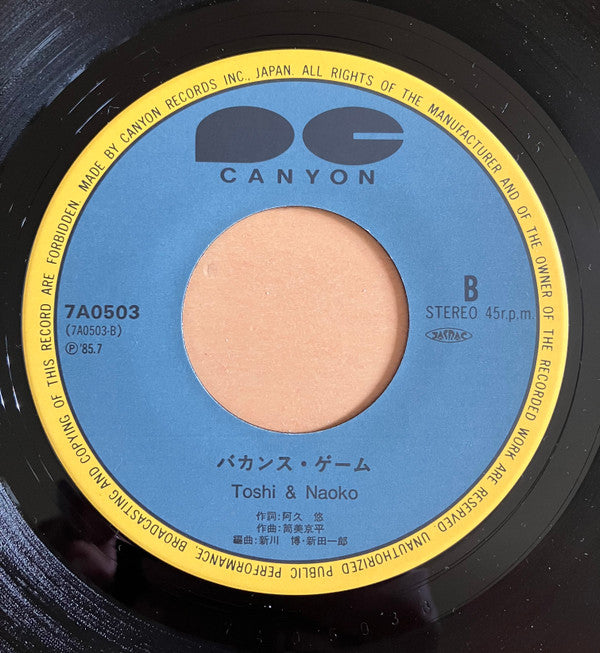 MADE BY CANYON RECORDS INC., JAPAN. ALL RIGHTS OF THE MANUFACTURER AND OF THE OWNER OF THE RECORDED WORK ARE RESERVED. UNAUTHORIZED PUBLIC PERFORMANCE, BROADCASTING AND COPYING OF THIS RECORD ARE FORBIDDEN.
PC
CANYON
7A0503
(7A0503-B)
Ⓟ'85.7
B
STEREO 45r.p.m.
JASRAC
バカンス・ゲーム
Toshi & Naoko
作詞:阿久 悠
作曲:筒美京平
編曲:新川 博・新田一郎